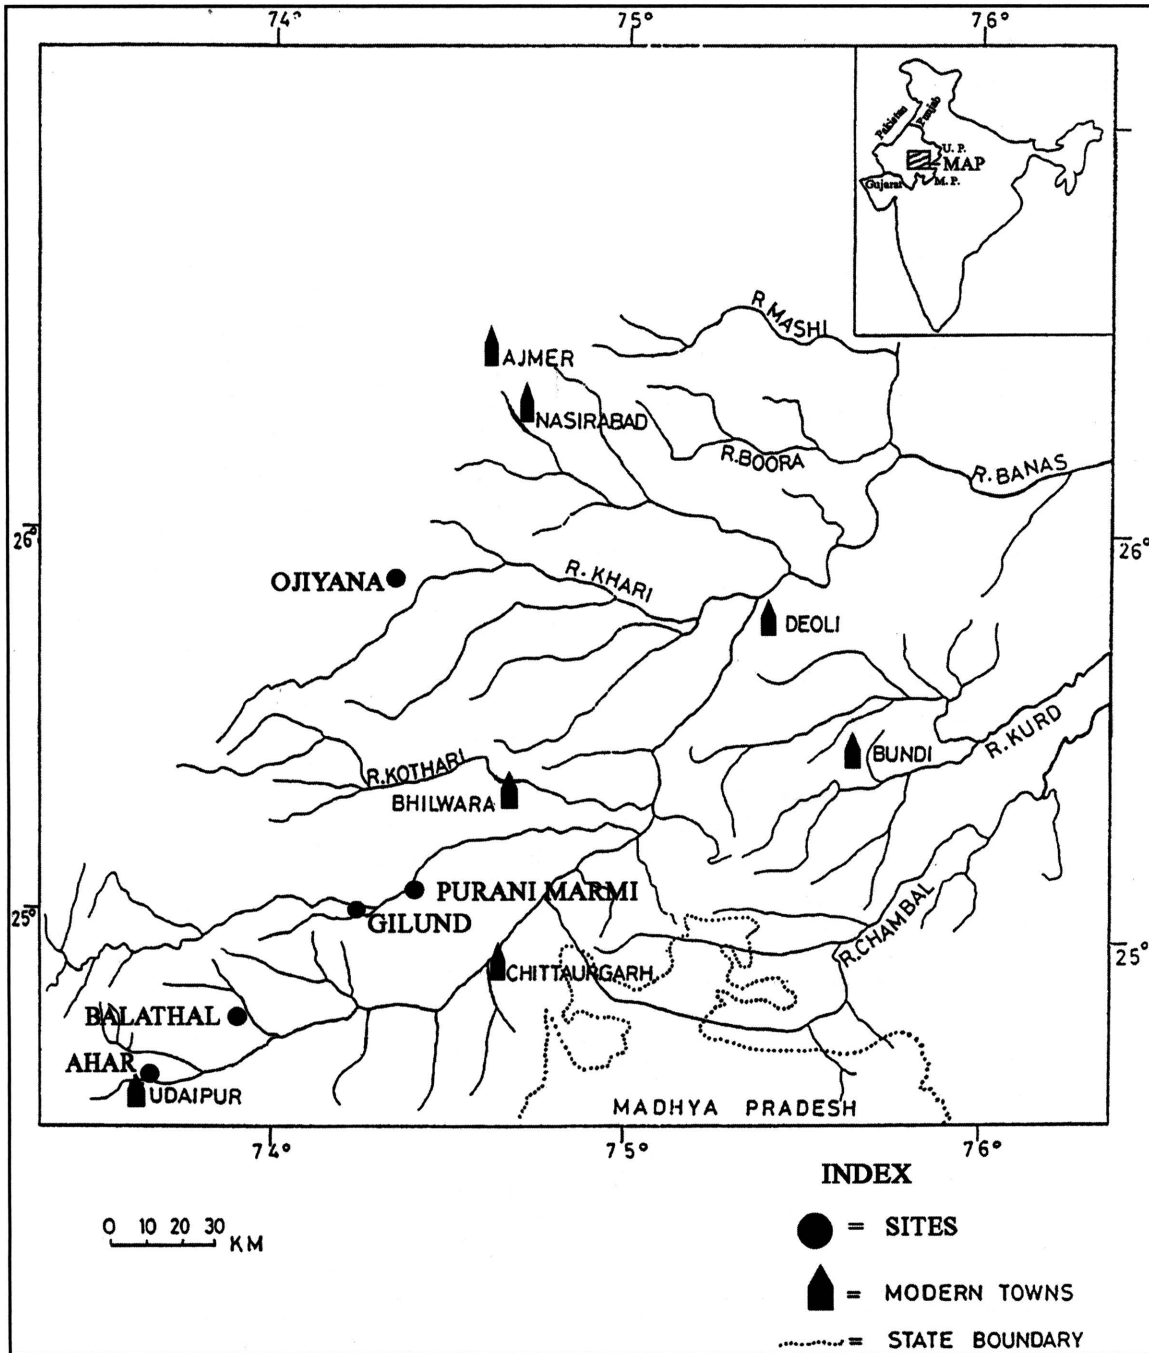 74°
75°
76°
Pakistan
Punjab
U. P.
MAP
Gujarat
M. P.
R. MASHI
AJMER
NASIRABAD
R. BOORA
R. BANAS
26°
26°
OJIYANA
R. KHARI
DEOLI
R. KOTHARI
BUNDI
R. KURD
BHILWARA
25°
PURANI MARMI
GILUND
R. CHAMBAL
25°
CHITTAURGARH
BALATHAL
AHAR
UDAIPUR
MADHYA PRADESH
74°
75°
76°
INDEX
0 10 20 30 KM
= SITES
= MODERN TOWNS
= STATE BOUNDARY